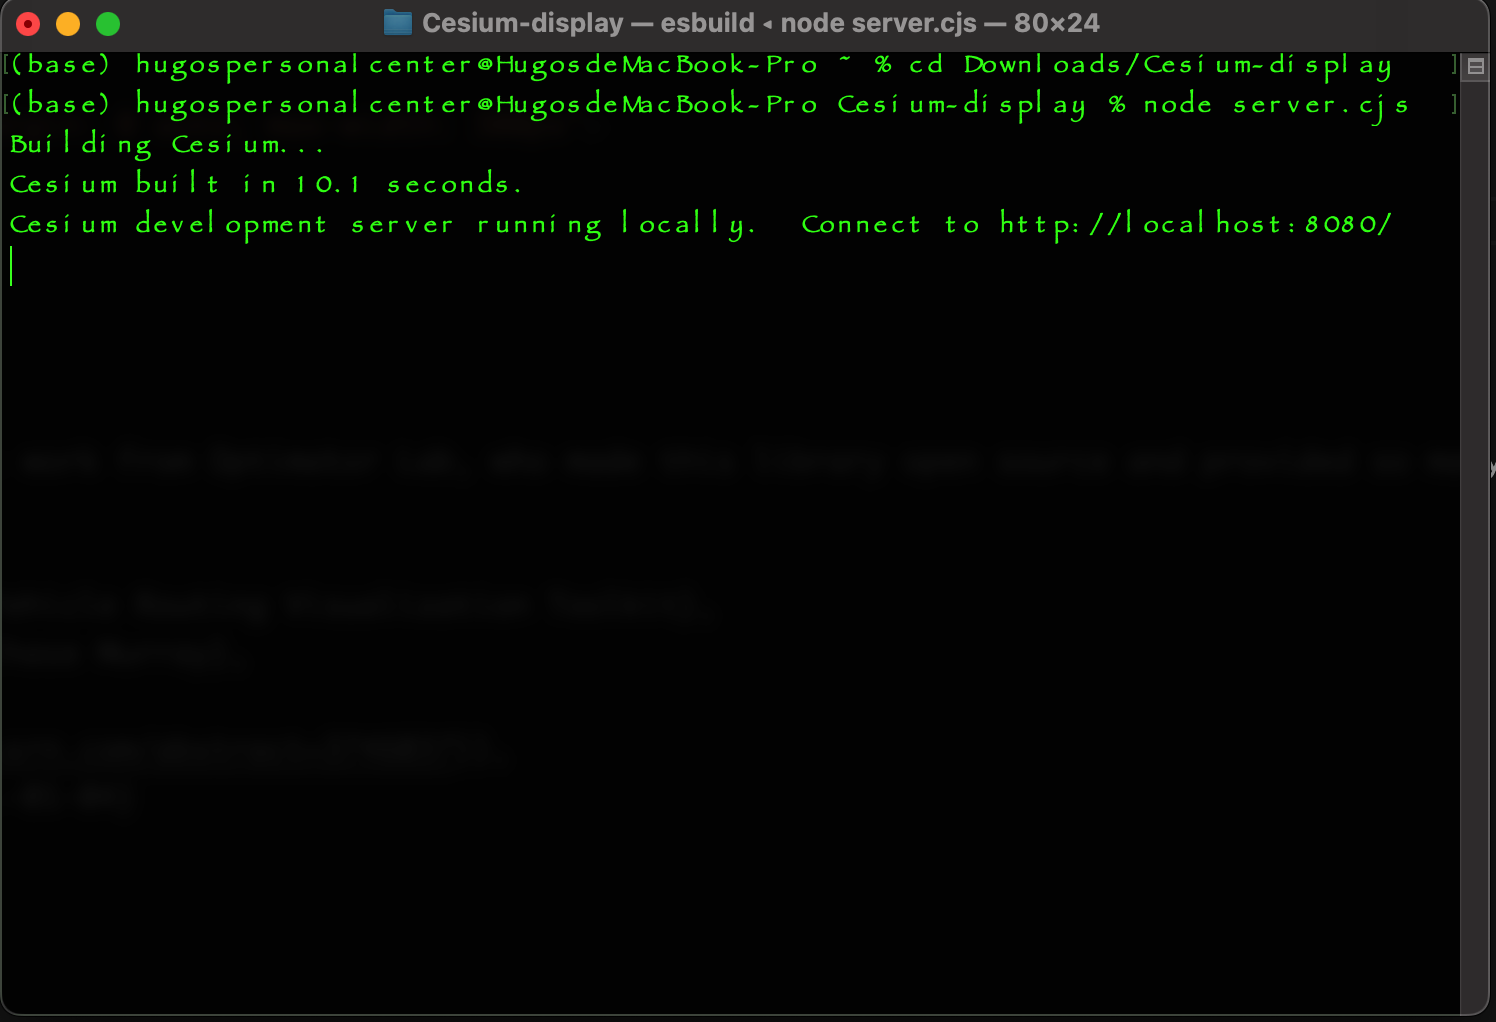 Cesium-display — esbuild ◂ node server.cjs — 80×24
[(base) hugospersonalcenter@HugosdeMacBook-Pro ~ % cd Downloads/Cesium-display ]
[(base) hugospersonalcenter@HugosdeMacBook-Pro Cesium-display % node server.cjs ]
Building Cesium...
Cesium built in 10.1 seconds.
Cesium development server running locally.  Connect to http://localhost:8080/